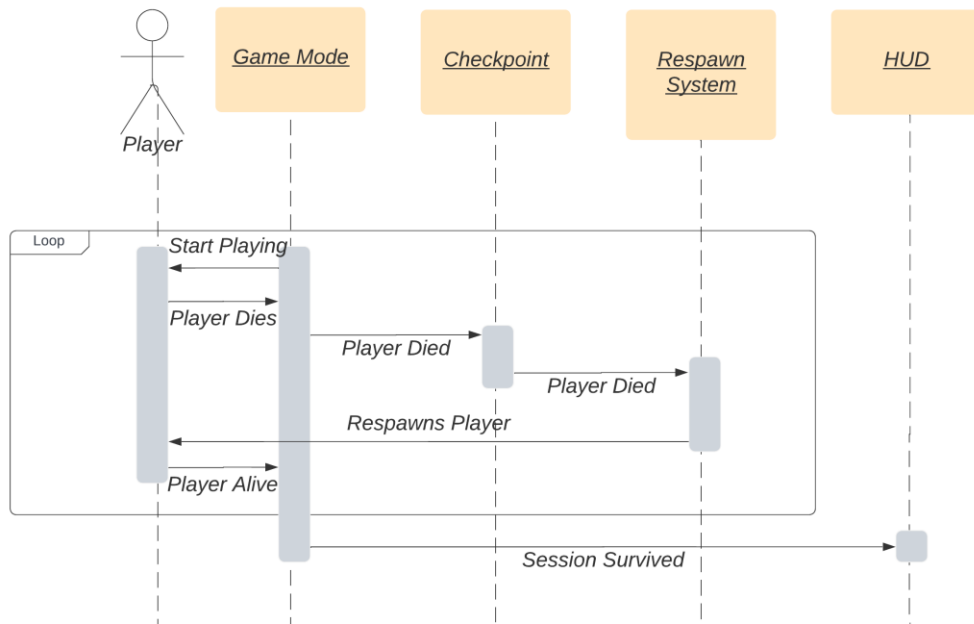 Game Mode
Checkpoint
Respawn
System
HUD
Player
Loop
Start Playing
Player Dies
Player Died
Player Died
Respawns Player
Player Alive
Session Survived